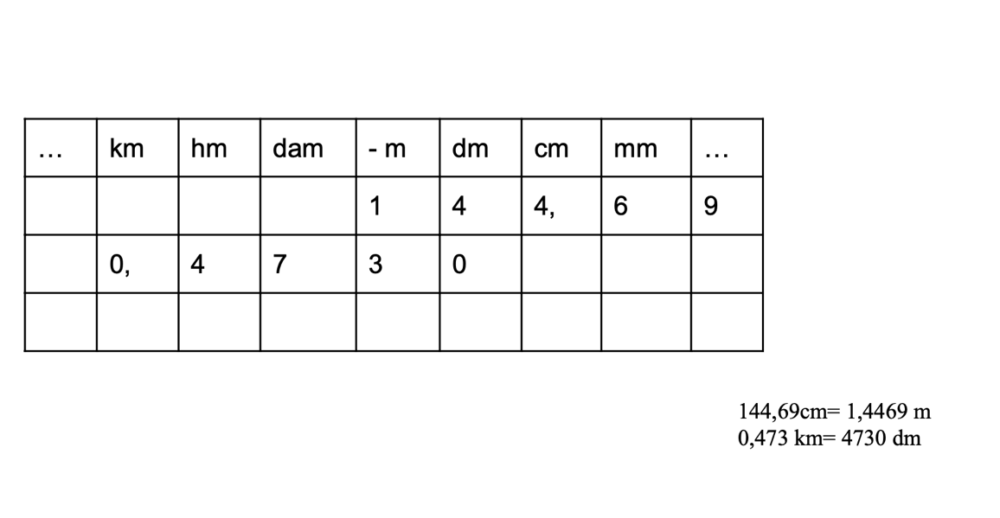 … km hm dam - m dm cm mm …
1 4 4, 6 9
0, 4 7 3 0
144,69cm= 1,4469 m
0,473 km= 4730 dm